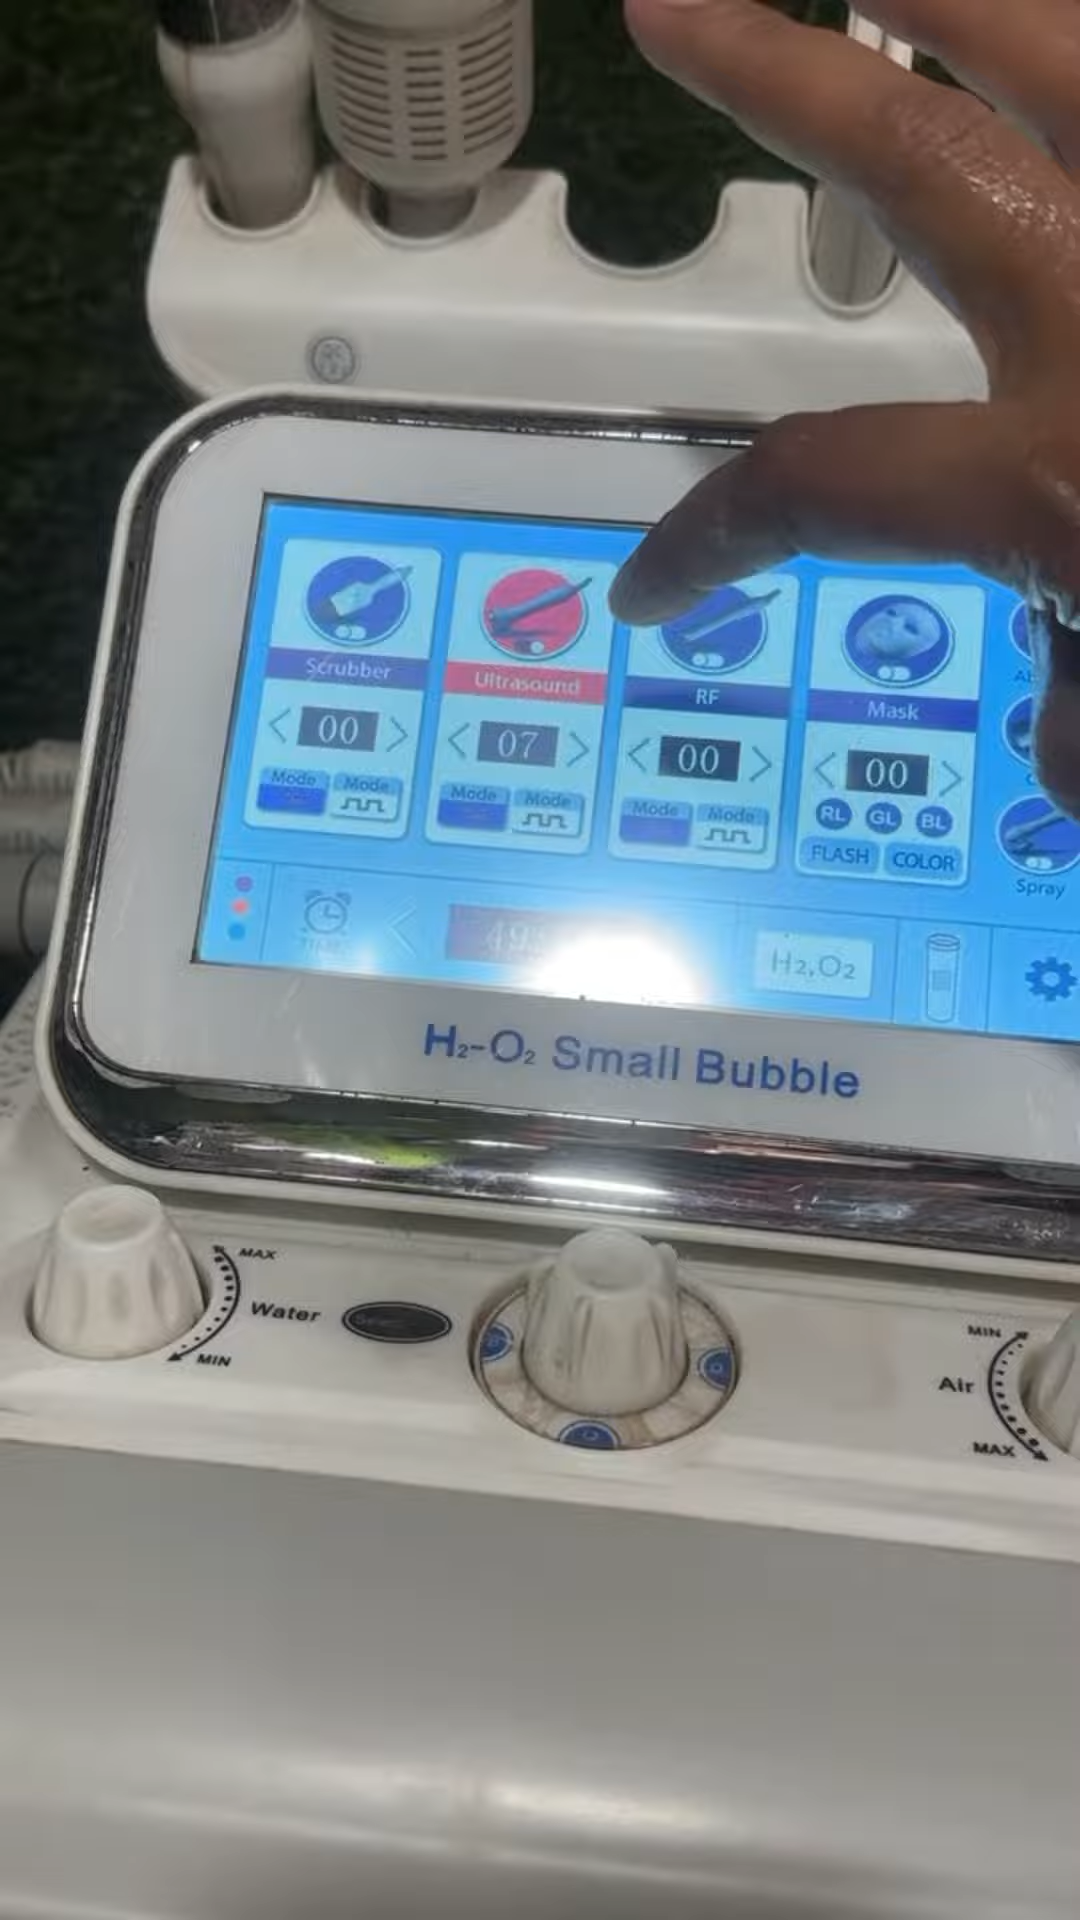 Scrubber
Ultrasound
RF
Mask
00
07
00
00
Mode Mode
Mode Mode
Mode Mode
RL GL BL
FLASH COLOR
Spray
H2,O2
H2-O2 Small Bubble
MAX
Water
MIN
MIN
Air
MAX